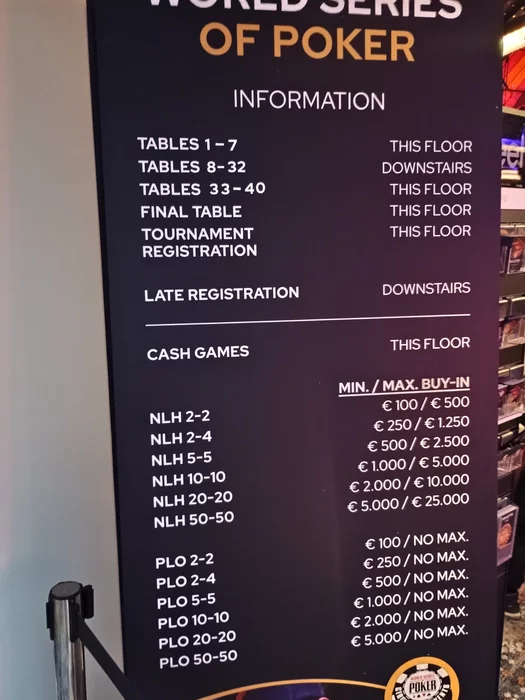 WORLD SERIES
OF POKER
INFORMATION
TABLES 1-7 THIS FLOOR
TABLES 8-32 DOWNSTAIRS
TABLES 33-40 THIS FLOOR
FINAL TABLE THIS FLOOR
TOURNAMENT THIS FLOOR
REGISTRATION
LATE REGISTRATION DOWNSTAIRS
CASH GAMES THIS FLOOR
MIN. / MAX. BUY-IN
NLH 2-2 € 100 / € 500
NLH 2-4 € 250 / € 1.250
NLH 5-5 € 500 / € 2.500
NLH 10-10 € 1.000 / € 5.000
NLH 20-20 € 2.000 / € 10.000
NLH 50-50 € 5.000 / € 25.000
PLO 2-2 € 100 / NO MAX.
PLO 2-4 € 250 / NO MAX.
PLO 5-5 € 500 / NO MAX.
PLO 10-10 € 1.000 / NO MAX.
PLO 20-20 € 2.000 / NO MAX.
PLO 50-50 € 5.000 / NO MAX.
WORLD SERIES
POKER